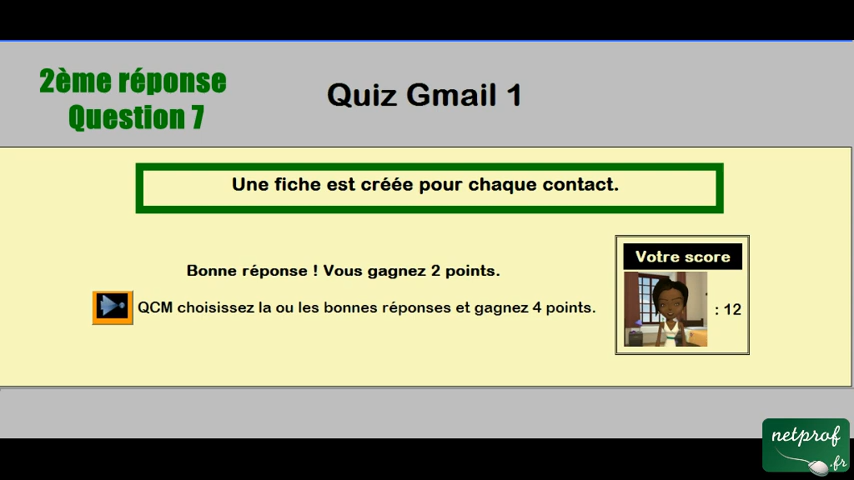 2ème réponse
Question 7
Quiz Gmail 1
Une fiche est créée pour chaque contact.
Bonne réponse ! Vous gagnez 2 points.
QCM choisissez la ou les bonnes réponses et gagnez 4 points.
Votre score
: 12
netprof
.fr